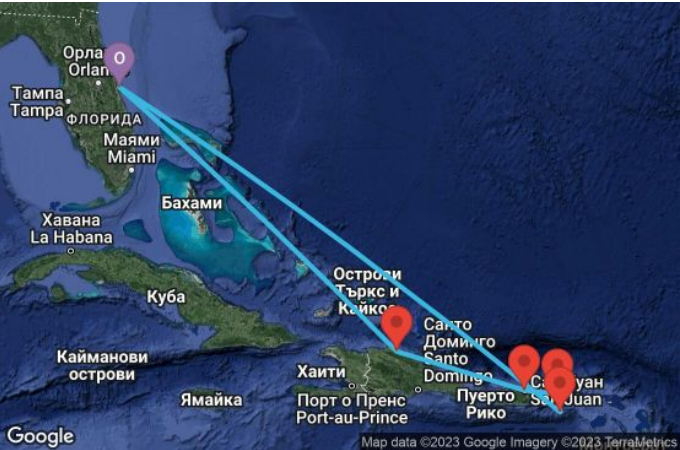 Орла
Orlan
O
Тампа
Tampa
ФЛОРИДА
Маями
Miami
Бахами
Хавана
La Habana
Куба
Острови
Търкс и
Кайкос
Кайманови
острови
Ямайка
Хаити
Порт о Пренс
Port-au-Prince
Санто
Доминго
Santo
Domingo
Пуерто
Рико
Сан Хуан
San Juan
Google
Map data ©2023 Google Imagery ©2023 TerraMetrics